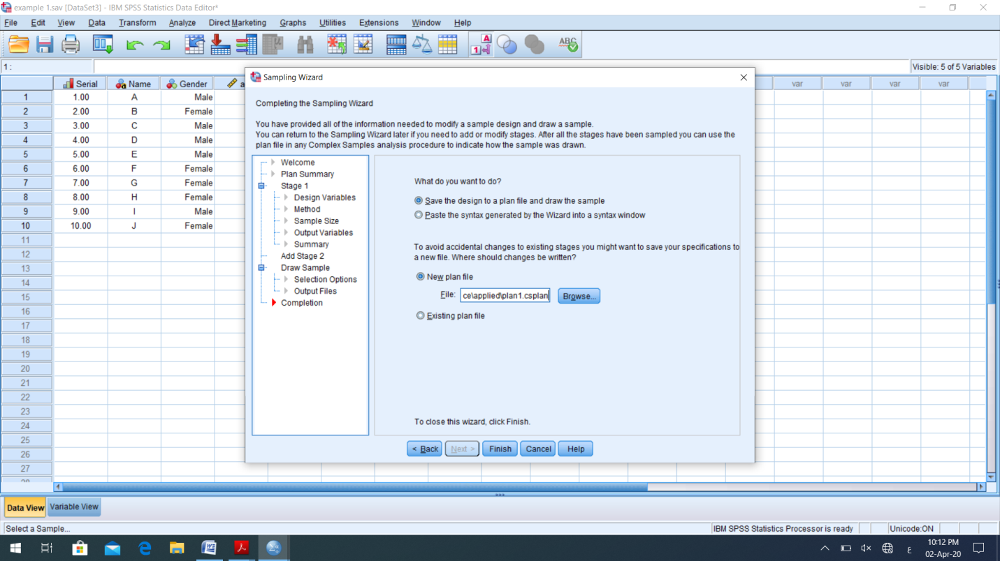 example 1.sav [DataSet3] - IBM SPSS Statistics Data Editor*
File Edit View Data Transform Analyze Direct Marketing Graphs Utilities Extensions Window Help
1 :
Visible: 5 of 5 Variables
Serial Name Gender a var var var var
1 1.00 A Male
2 2.00 B Female
3 3.00 C Male
4 4.00 D Male
5 5.00 E Male
6 6.00 F Female
7 7.00 G Female
8 8.00 H Female
9 9.00 I Male
10 10.00 J Female
11
12
13
14
15
16
17
18
19
20
21
22
23
24
25
26
27
28
Sampling Wizard
Completing the Sampling Wizard
You have provided all of the information needed to modify a sample design and draw a sample.
You can return to the Sampling Wizard later if you need to add or modify stages. After all the stages have been sampled you can use the
plan file in any Complex Samples analysis procedure to indicate how the sample was drawn.
Welcome
Plan Summary
Stage 1
Design Variables
Method
Sample Size
Output Variables
Summary
Add Stage 2
Draw Sample
Selection Options
Output Files
Completion
What do you want to do?
Save the design to a plan file and draw the sample
Paste the syntax generated by the Wizard into a syntax window
To avoid accidental changes to existing stages you might want to save your specifications to
a new file. Where should changes be written?
New plan file
File: ce\applied\plan1.csplan Browse...
Existing plan file
To close this wizard, click Finish.
< Back Next > Finish Cancel Help
Data View Variable View
Select a Sample...
IBM SPSS Statistics Processor is ready
Unicode:ON
ع
10:12 PM
02-Apr-20